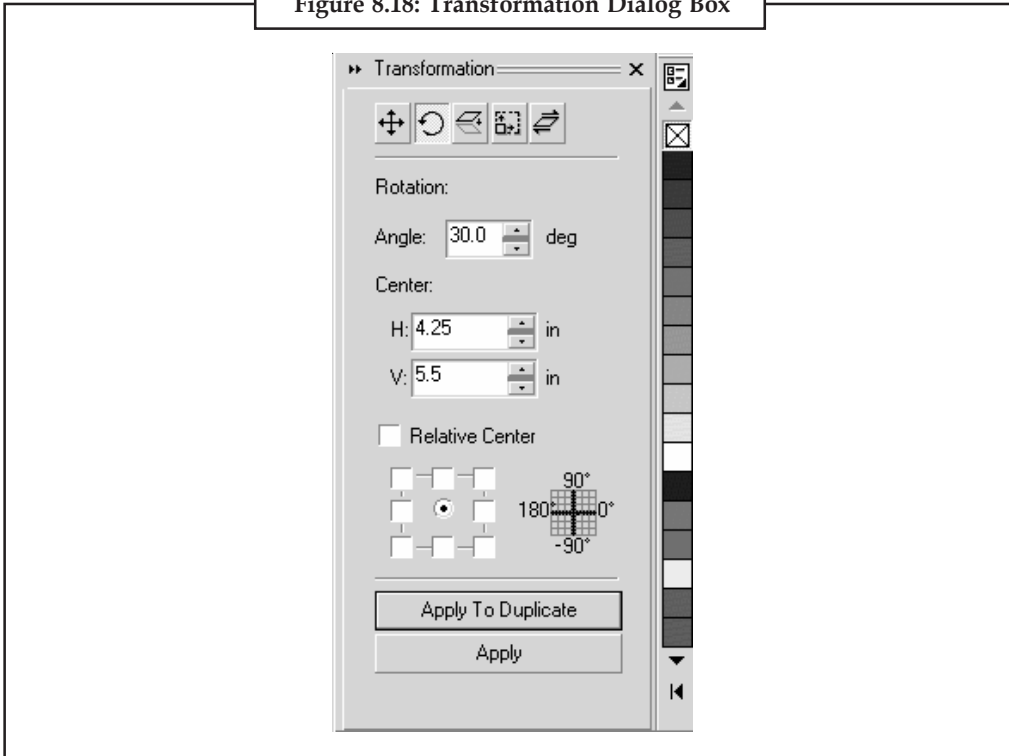 Figure 8.18: Transformation Dialog Box
Transformation
Rotation:
Angle: 30.0 deg
Center:
H: 4.25 in
V: 5.5 in
Relative Center
90°
180° 0°
-90°
Apply To Duplicate
Apply